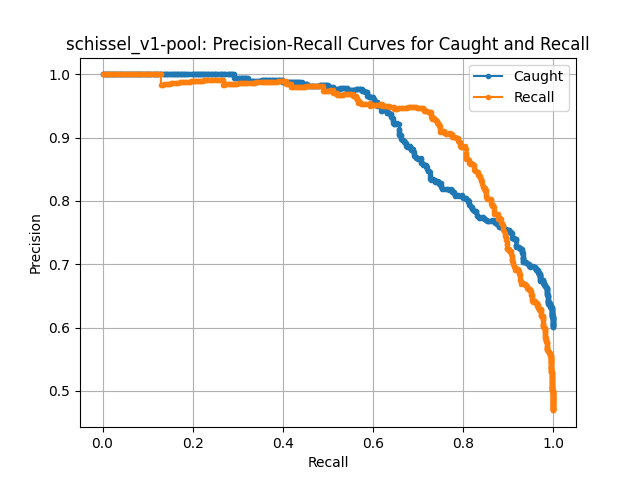 schissel_v1-pool: Precision-Recall Curves for Caught and Recall
Caught
Recall
Precision
1.0
0.9
0.8
0.7
0.6
0.5
0.0 0.2 0.4 0.6 0.8 1.0
Recall